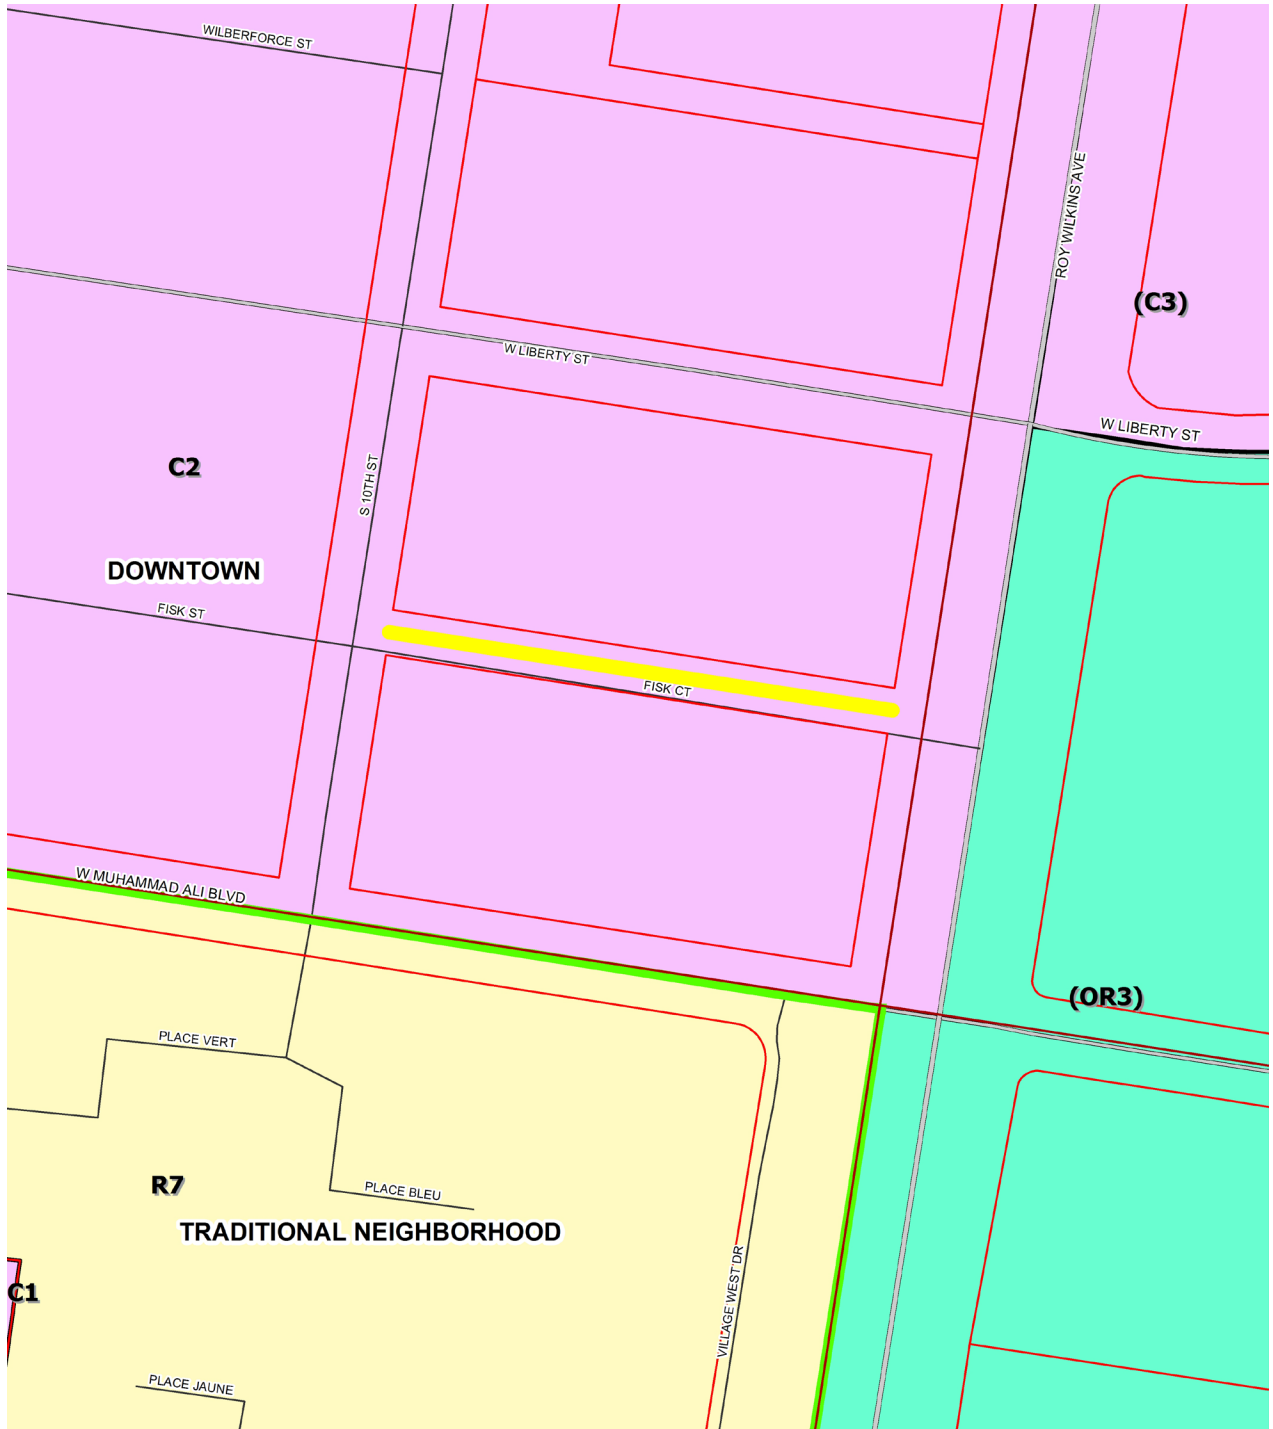 WILBERFORCE ST
ROY WILKINS AVE
(C3)
W LIBERTY ST
W LIBERTY ST
C2
S 10TH ST
DOWNTOWN
FISK ST
FISK CT
W MUHAMMAD ALI BLVD
(OR3)
PLACE VERT
R7
PLACE BLEU
TRADITIONAL NEIGHBORHOOD
C1
VILLAGE WEST DR
PLACE JAUNE